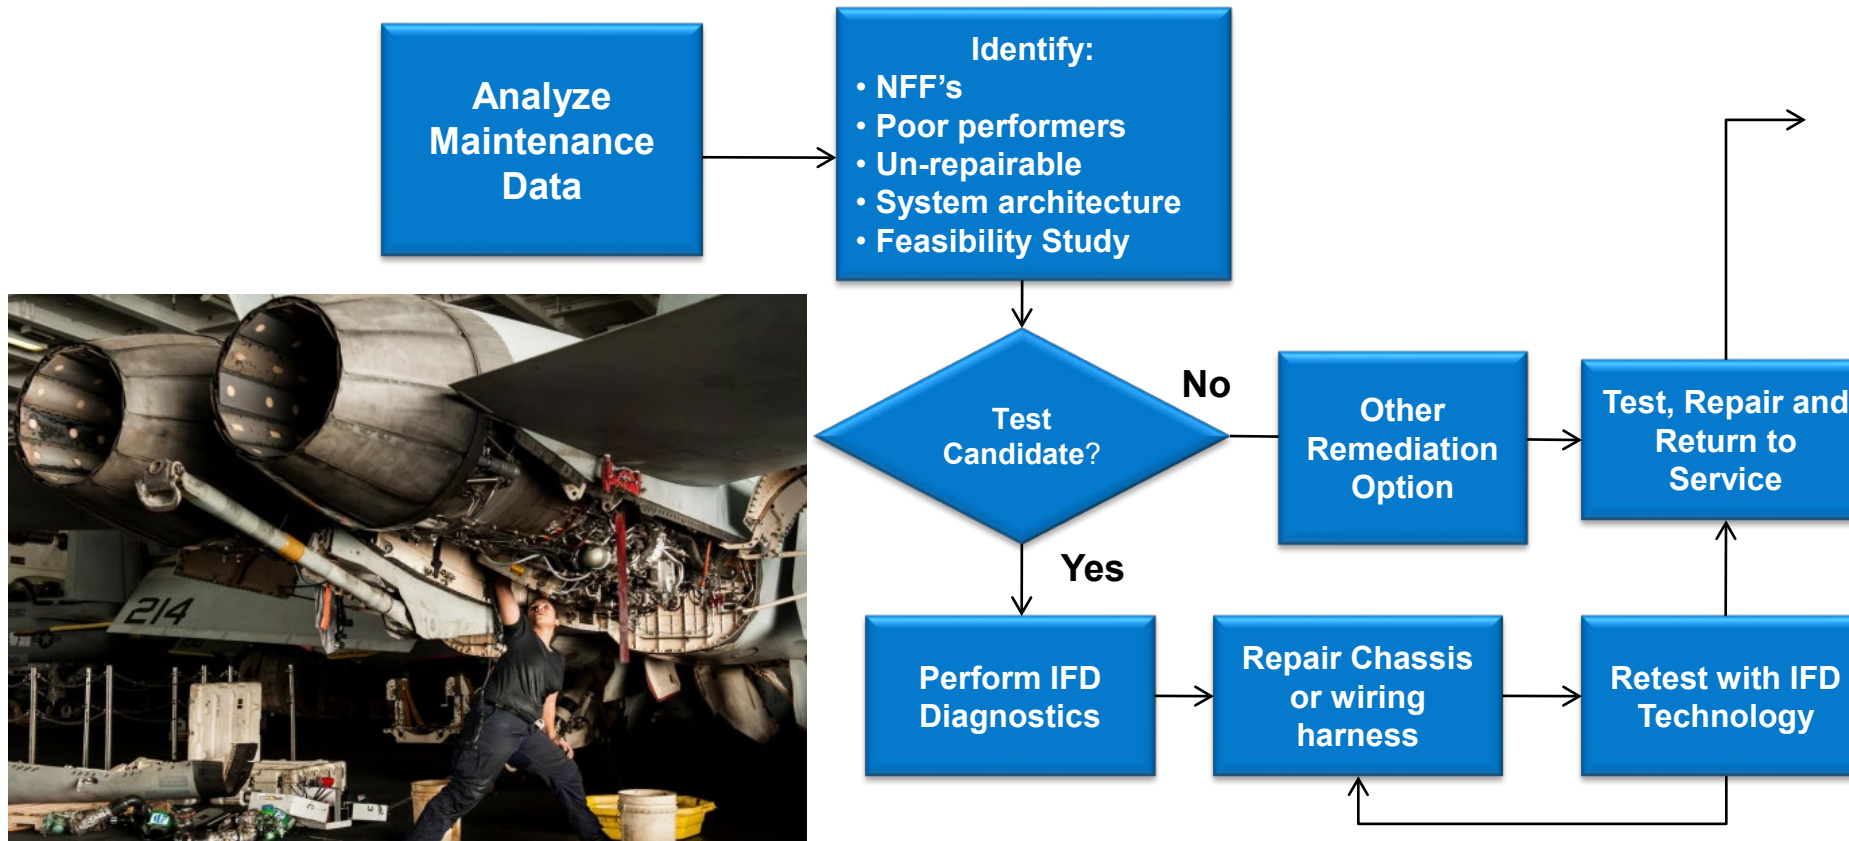 Analyze
Maintenance
Data
Identify:
• NFF's
• Poor performers
• Un-repairable
• System architecture
• Feasibility Study
Test
Candidate?
No
Other
Remediation
Option
Test, Repair and
Return to
Service
Yes
Perform IFD
Diagnostics
Repair Chassis
or wiring
harness
Retest with IFD
Technology
214